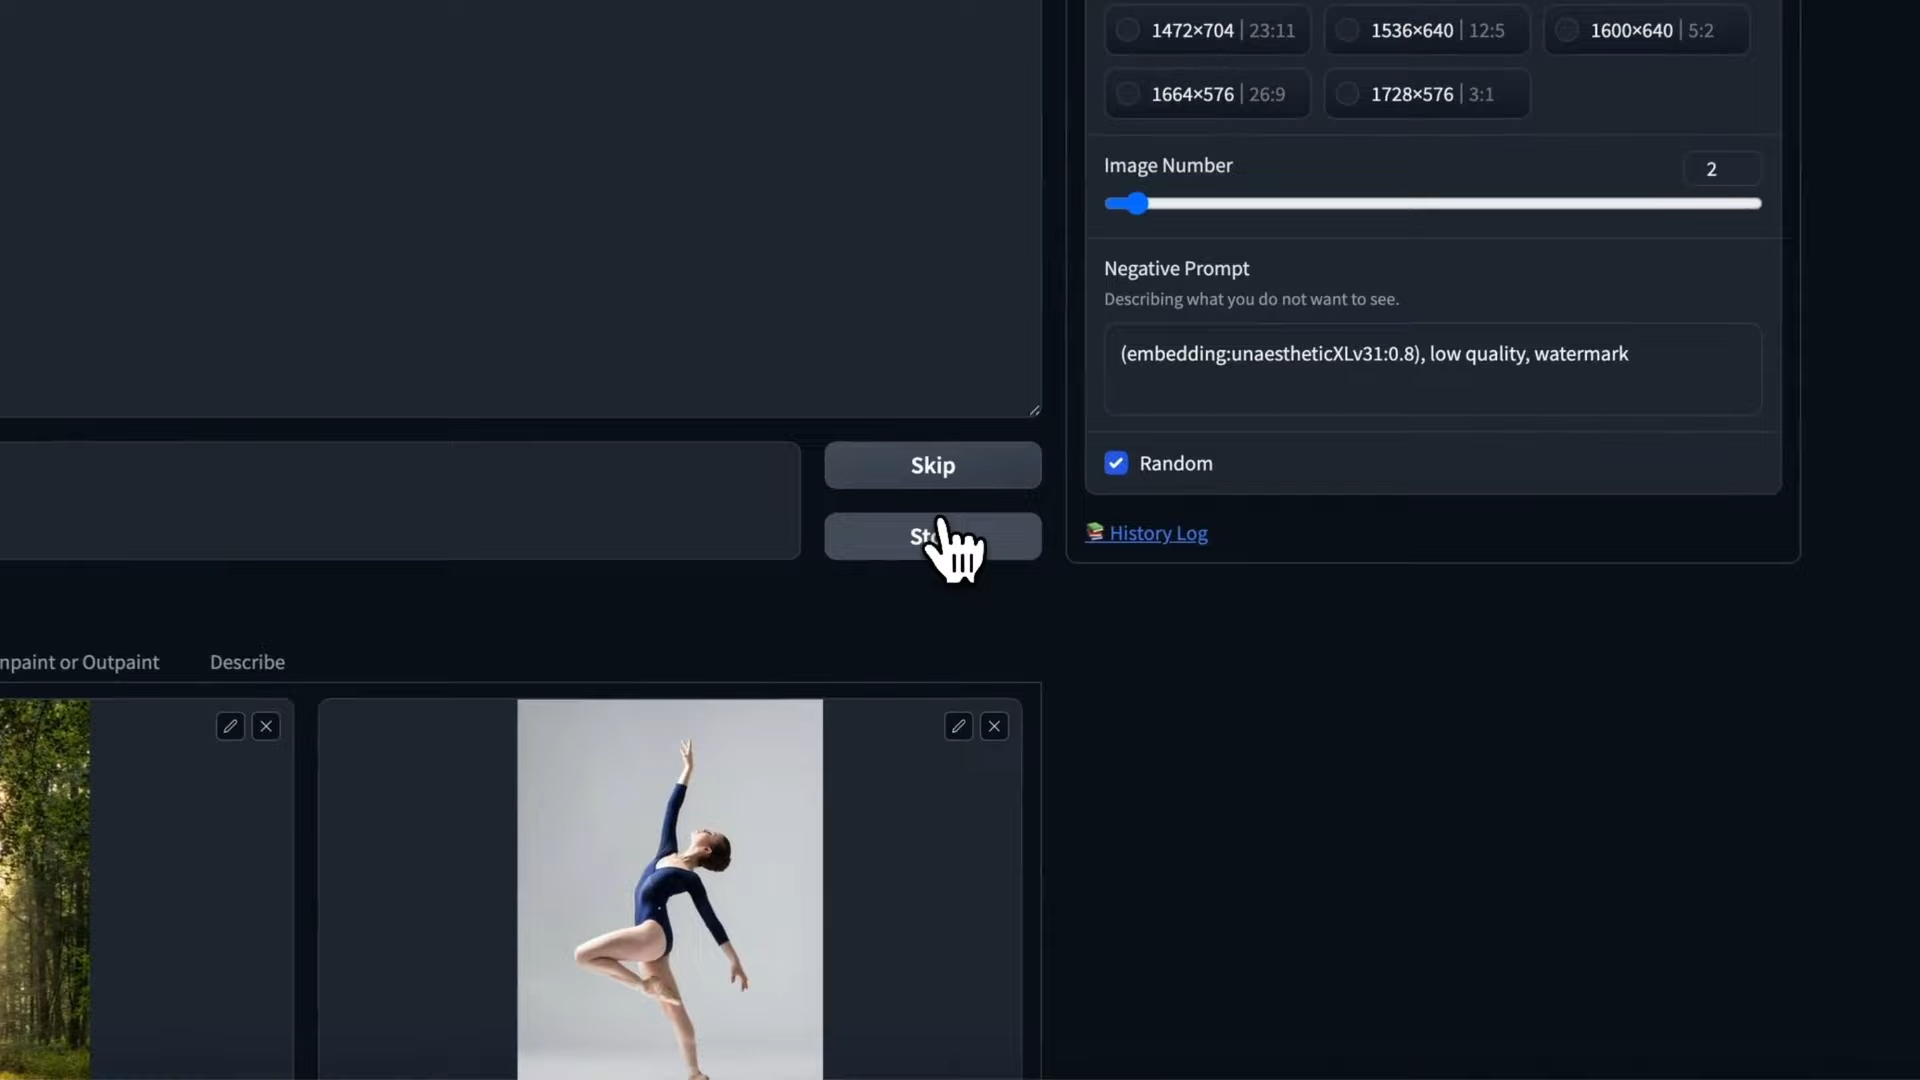 1472×704 | 23:11
1536×640 | 12:5
1600×640 | 5:2
1664×576 | 26:9
1728×576 | 3:1
Image Number
2
Negative Prompt
Describing what you do not want to see.
(embedding:unaestheticXLv31:0.8), low quality, watermark
Skip
Random
History Log
or Outpaint
Describe